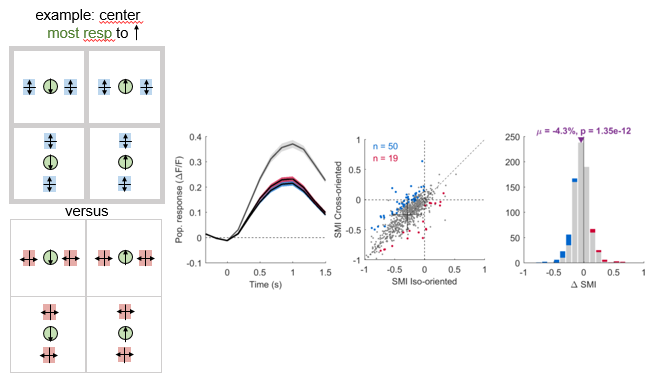 example: center
most resp to ↑
versus
0.4
0.3
0.2
0.1
0
-0.1
Pop. response (ΔF/F)
0 0.5 1 1.5
Time (s)
n = 50
n = 19
1
0.5
0
-0.5
-1
SMI Cross-oriented
-1 -0.5 0 0.5 1
SMI Iso-oriented
μ = -4.3%, p = 1.35e-12
250
200
150
100
50
0
-1 -0.5 0 0.5 1
Δ SMI